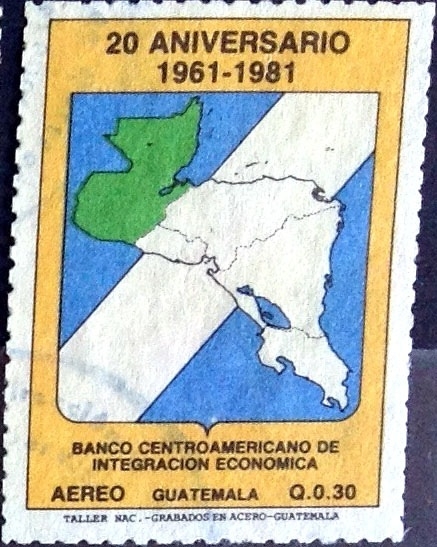 20 ANIVERSARIO
1961-1981
BANCO CENTROAMERICANO DE
INTEGRACION ECONOMICA
AEREO GUATEMALA Q.0.30
TALLER NAC.-GRABADOS EN ACERO-GUATEMALA